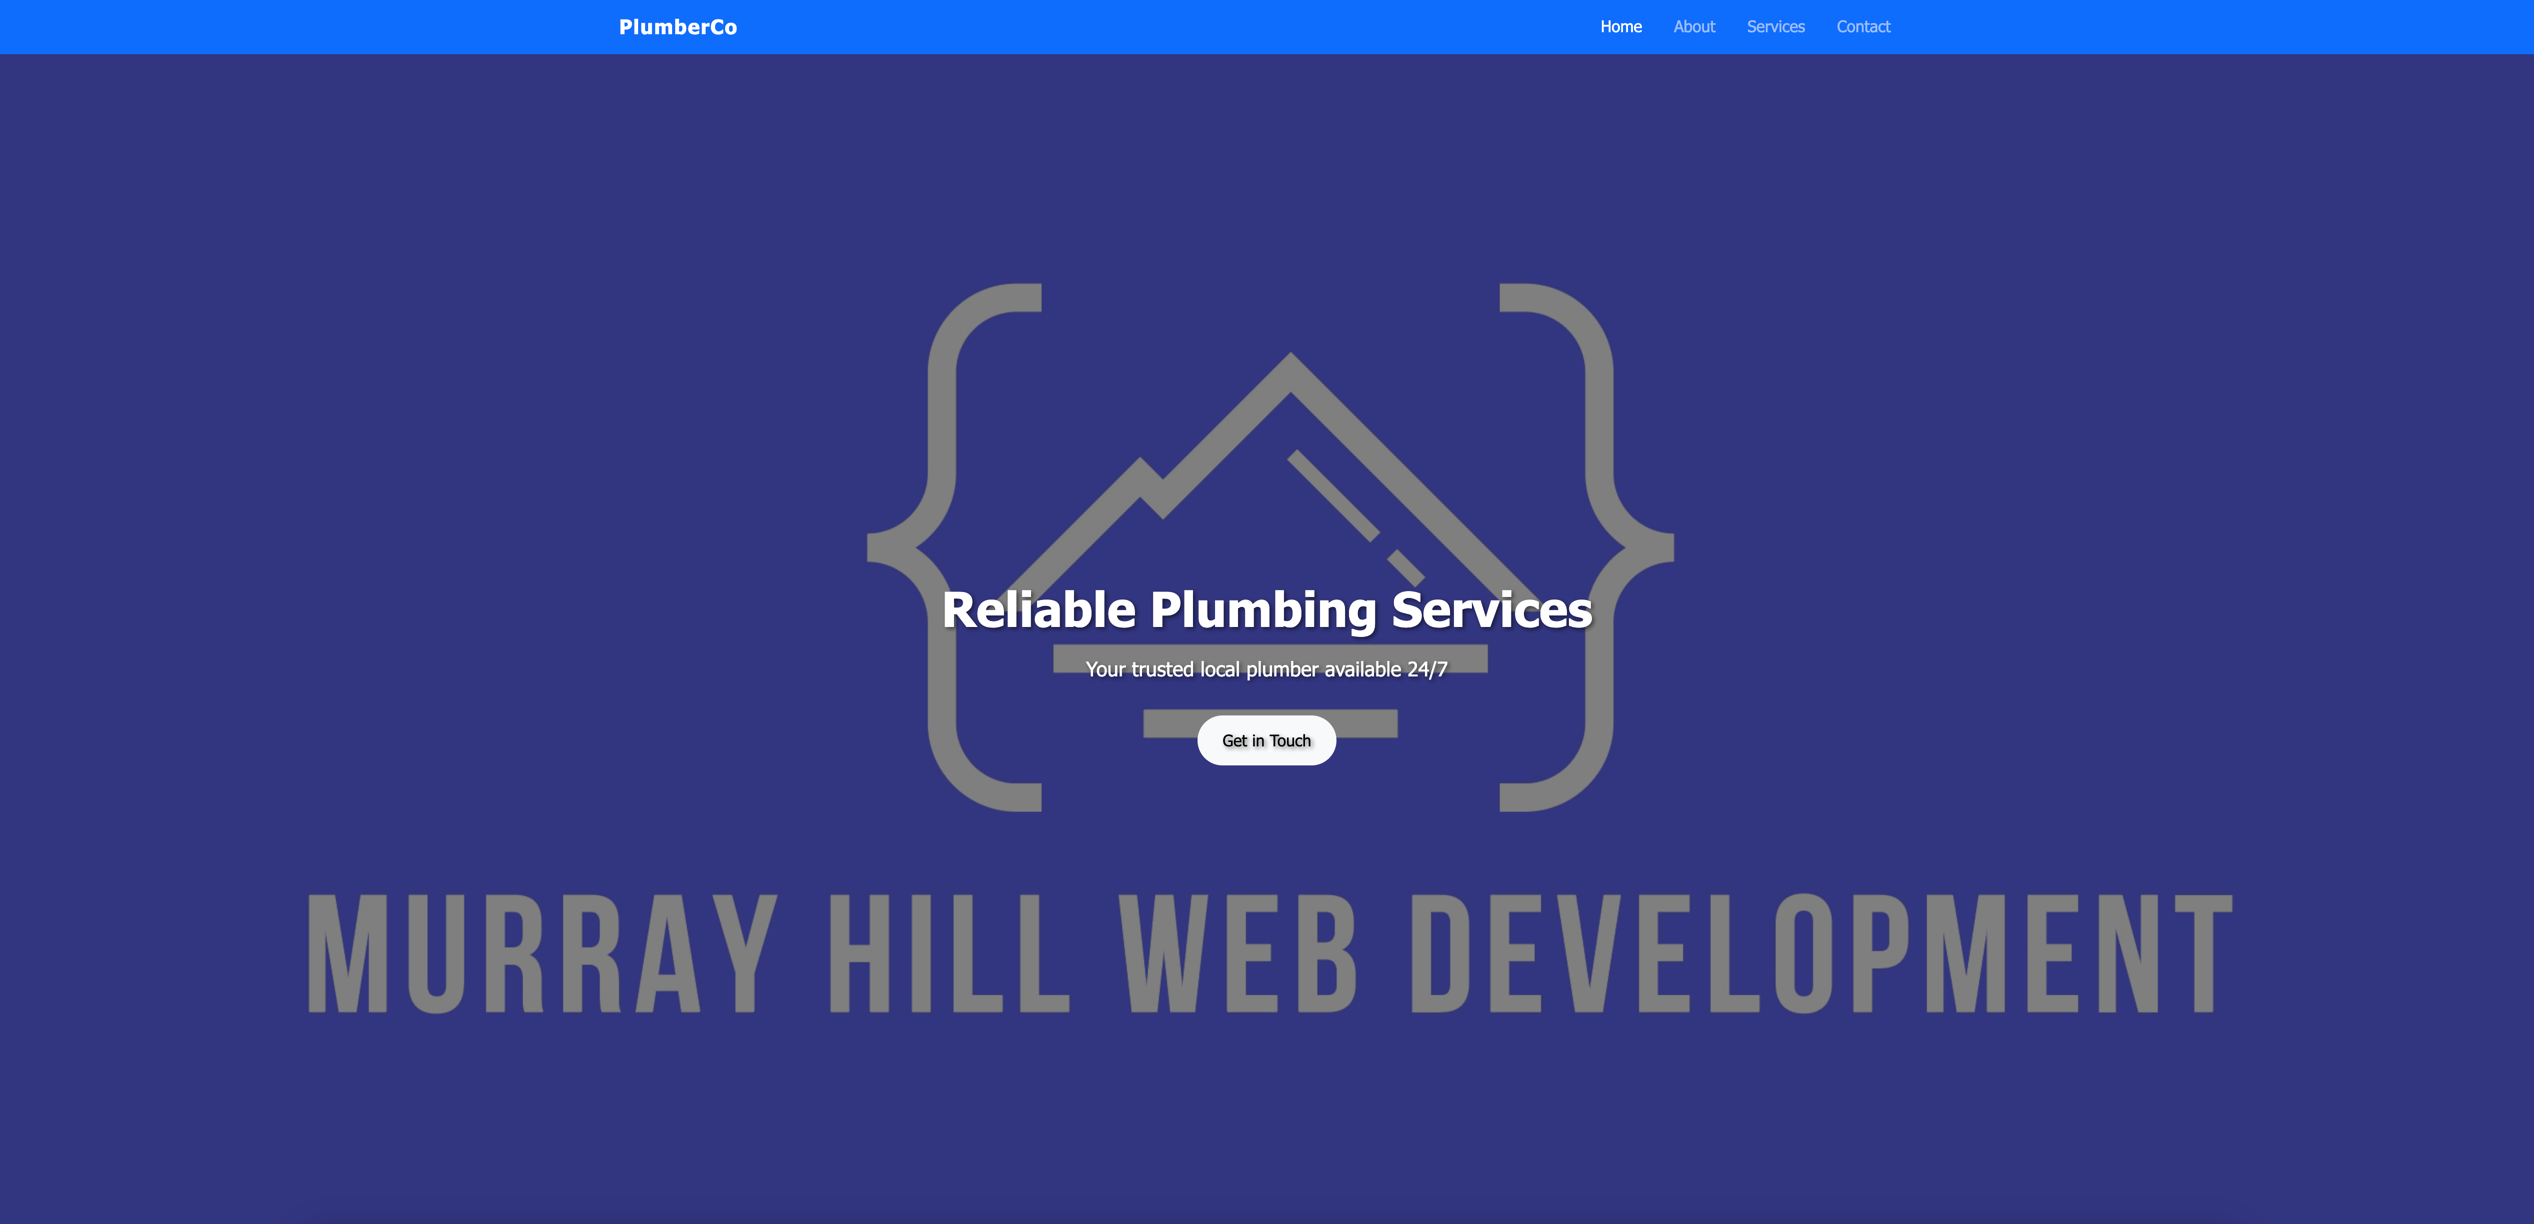 PlumberCo
Home About Services Contact
Reliable Plumbing Services
Your trusted local plumber available 24/7
Get in Touch
MURRAY HILL WEB DEVELOPMENT